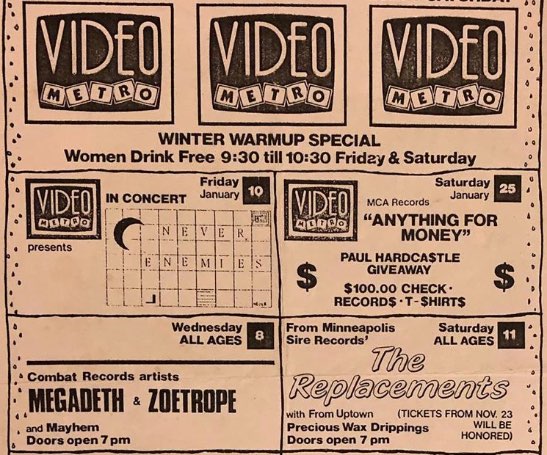 VIDEO METRO
VIDEO METRO
VIDEO METRO
WINTER WARMUP SPECIAL
Women Drink Free 9:30 till 10:30 Friday & Saturday
VIDEO METRO
presents
IN CONCERT
Friday
January
10
NEVER
ENEMIES
VIDEO METRO
Saturday
January
25
MCA Records
"ANYTHING FOR
MONEY"
PAUL HARDCA$TLE
GIVEAWAY
$ $
$100.00 CHECK ·
RECORD$ · T-$HIRT$
Wednesday
ALL AGES
8
Combat Records artists
MEGADETH & ZOETROPE
and Mayhem
Doors open 7 pm
From Minneapolis
Sire Records'
Saturday
ALL AGES
11
The
Replacements
with From Uptown
Precious Wax Drippings
Doors open 7 pm
(TICKETS FROM NOV. 23
WILL BE
HONORED)